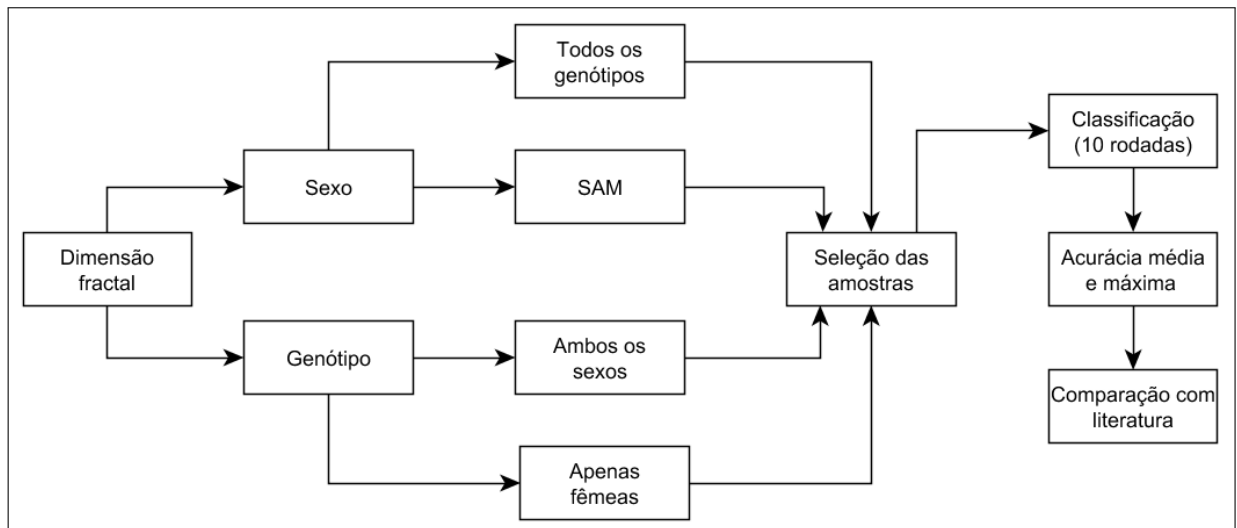 Todos os
genótipos
Classificação
(10 rodadas)
Sexo
SAM
Dimensão
fractal
Seleção das
amostras
Acurácia média
e máxima
Genótipo
Ambos os
sexos
Comparação com
literatura
Apenas
fêmeas